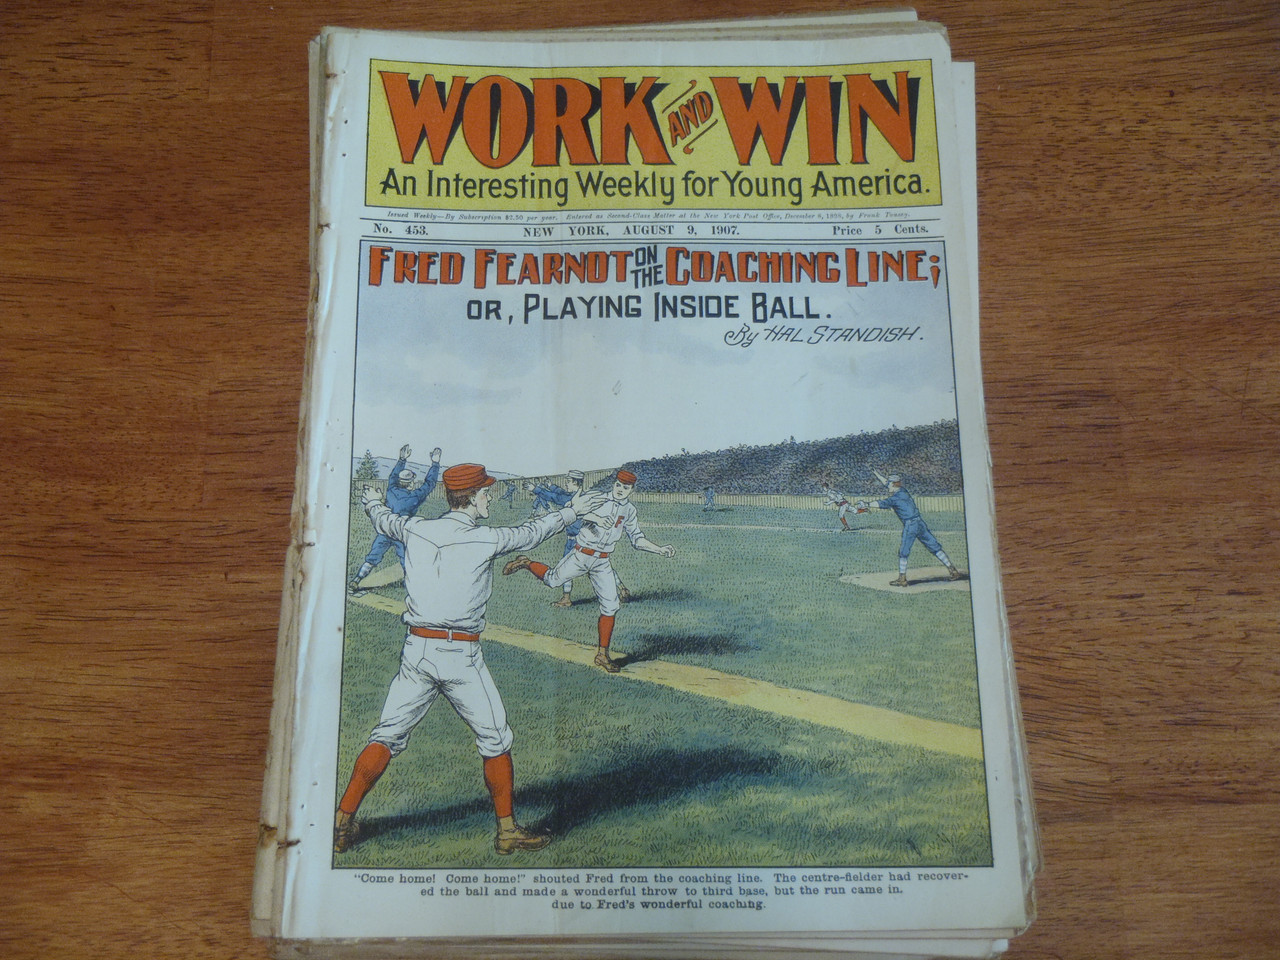 WORK AND WIN
An Interesting Weekly for Young America.
Issued Weekly—By Subscription $2.50 per year. Entered as Second-Class Matter at the New York Post Office, December 8, 1898, by Frank Tousey.
No. 453. NEW YORK, AUGUST 9, 1907. Price 5 Cents.
FRED FEARNOT ON THE COACHING LINE;
OR, PLAYING INSIDE BALL.
By HAL STANDISH.
F
"Come home! Come home!" shouted Fred from the coaching line. The centre-fielder had recover-
ed the ball and made a wonderful throw to third base, but the run came in.
due to Fred's wonderful coaching.